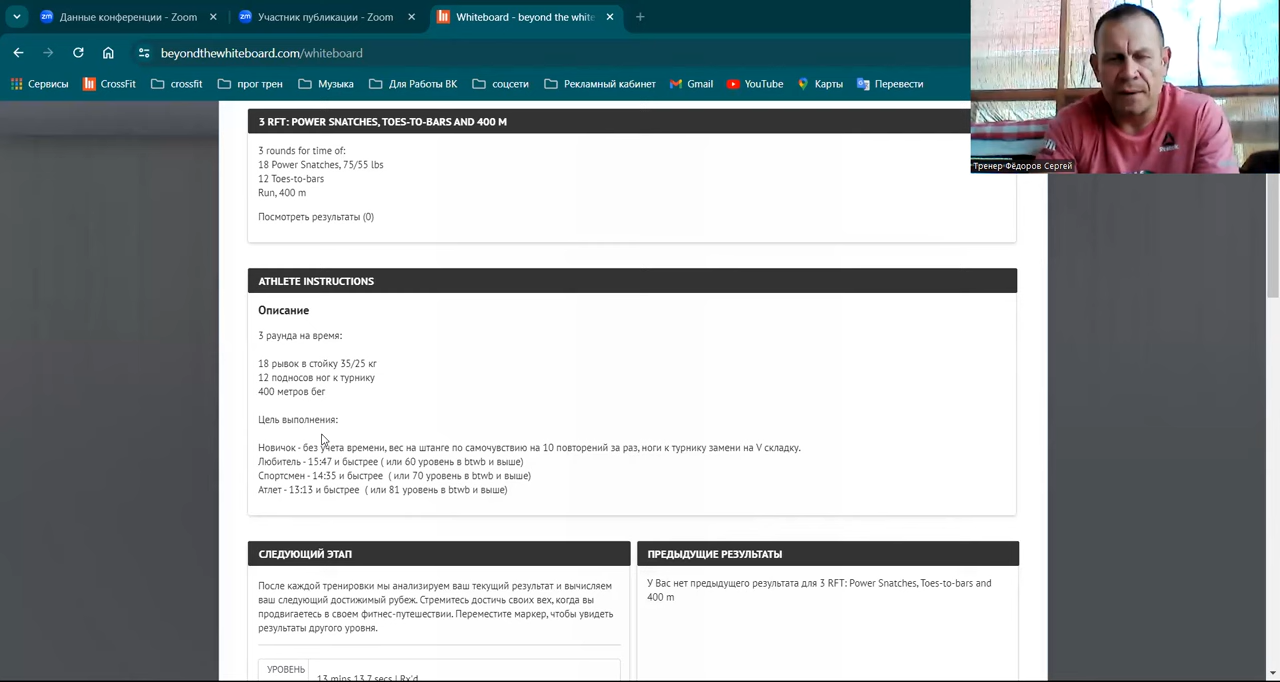 Данные конференции - Zoom
Участник публикации - Zoom
Whiteboard - beyond the white
beyondthewhiteboard.com/whiteboard
Сервисы
CrossFit
crossfit
прог трен
Музыка
Для Работы ВК
соцсети
Рекламный кабинет
Gmail
YouTube
Карты
Перевести
Тренер Фёдоров Сергей
3 RFT: POWER SNATCHES, TOES-TO-BARS AND 400 M
3 rounds for time of:
18 Power Snatches, 75/55 lbs
12 Toes-to-bars
Run, 400 m
Посмотреть результаты (0)
ATHLETE INSTRUCTIONS
Описание
3 раунда на время:
18 рывок в стойку 35/25 кг
12 подносов ног к турнику
400 метров бег
Цель выполнения:
Новичок - без учета времени, вес на штанге по самочувствию на 10 повторений за раз, ноги к турнику замени на V складку.
Любитель - 15:47 и быстрее ( или 60 уровень в btwb и выше)
Спортсмен - 14:35 и быстрее ( или 70 уровень в btwb и выше)
Атлет - 13:13 и быстрее ( или 81 уровень в btwb и выше)
СЛЕДУЮЩИЙ ЭТАП
После каждой тренировки мы анализируем ваш текущий результат и вычисляем
ваш следующий достижимый рубеж. Стремитесь достичь своих вех, когда вы
продвигаетесь в своем фитнес-путешествии. Переместите маркер, чтобы увидеть
результаты другого уровня.
УРОВЕНЬ
13 mins 13.7 secs | Rx'd
ПРЕДЫДУЩИЕ РЕЗУЛЬТАТЫ
У Вас нет предыдущего результата для 3 RFT: Power Snatches, Toes-to-bars and
400 m